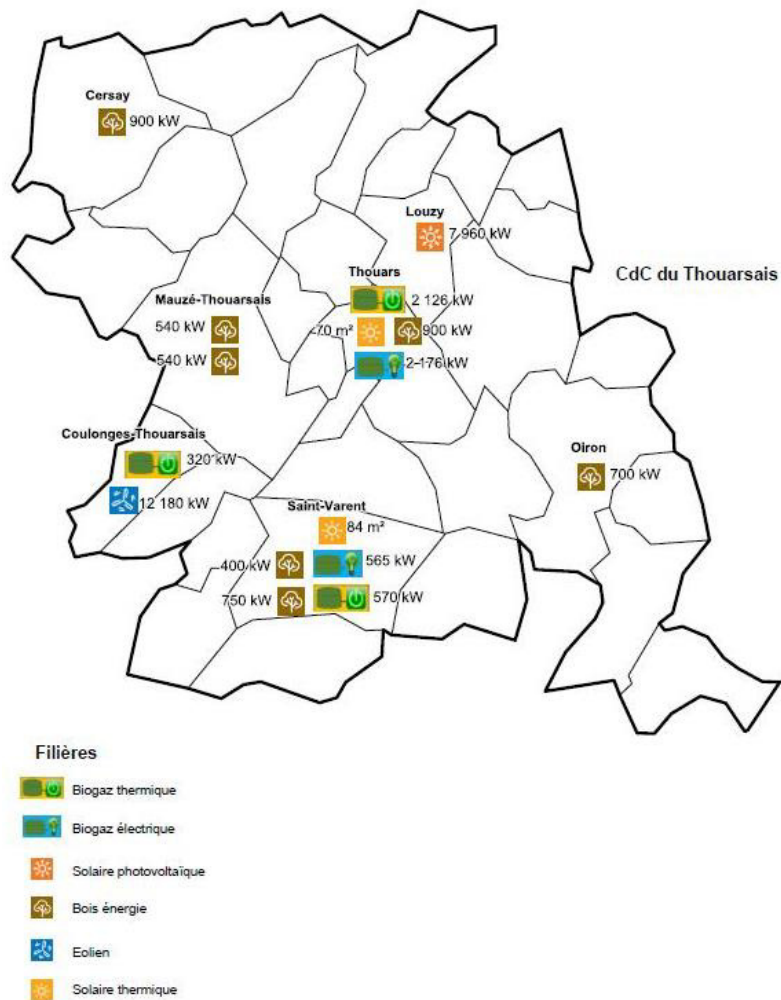 Cersay
900 kW
Louzy
7 960 kW
CdC du Thouarsais
Thouars
2 126 kW
Mauzé-Thouarsais
540 kW
70 m²
900 kW
540 kW
2 176 kW
Coulonges-Thouarsais
320 kW
Oiron
700 kW
12 180 kW
Saint-Varent
84 m²
400 kW
565 kW
750 kW
570 kW
Filières
Biogaz thermique
Biogaz électrique
Solaire photovoltaïque
Bois énergie
Eolien
Solaire thermique